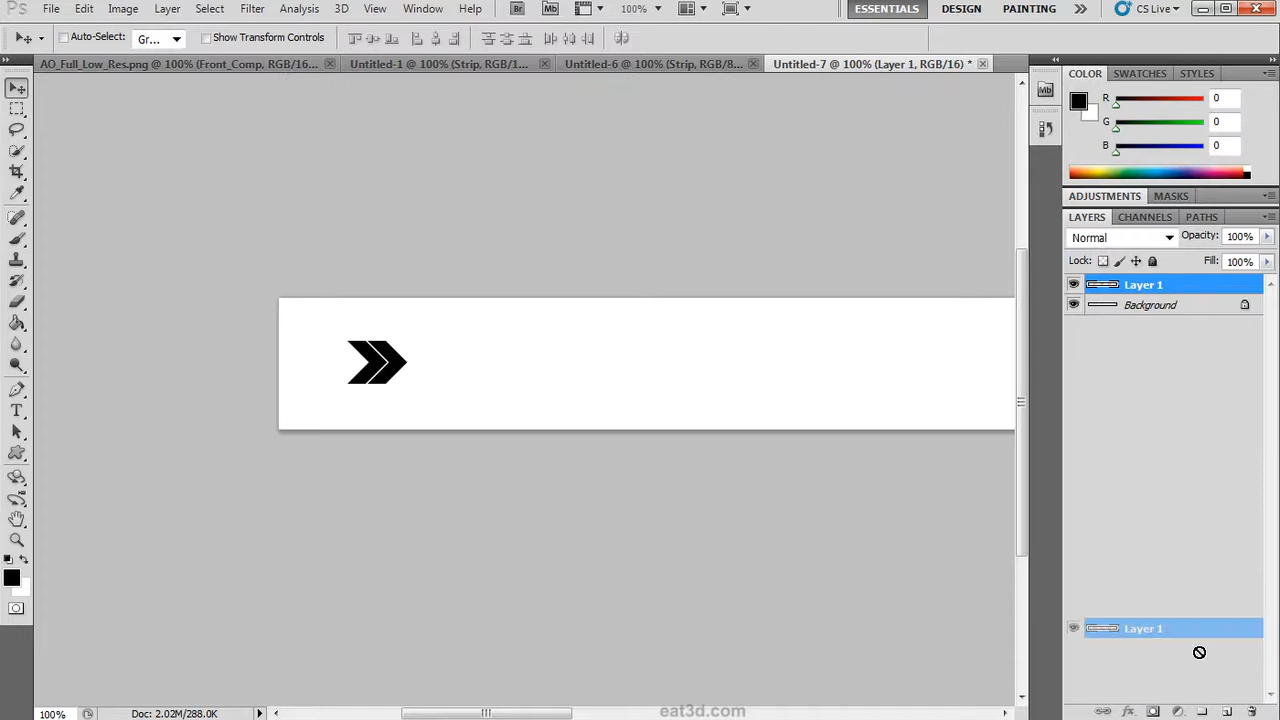 Ps File Edit Image Layer Select Filter Analysis 3D View Window Help Br Mb 100% ESSENTIALS DESIGN PAINTING CS Live
Auto-Select: Gr... Show Transform Controls
AO_Full_Low_Res.png @ 100% (Front_Comp, RGB/16... Untitled-1 @ 100% (Strip, RGB/1... Untitled-6 @ 100% (Strip, RGB/8... Untitled-7 @ 100% (Layer 1, RGB/16) *
COLOR SWATCHES STYLES
Mb
R 0
G 0
B 0
ADJUSTMENTS MASKS
LAYERS CHANNELS PATHS
Normal Opacity: 100%
Lock: Fill: 100%
Layer 1
Background
T
Layer 1
100% Doc: 2.02M/288.0K
eat3d.com
fx